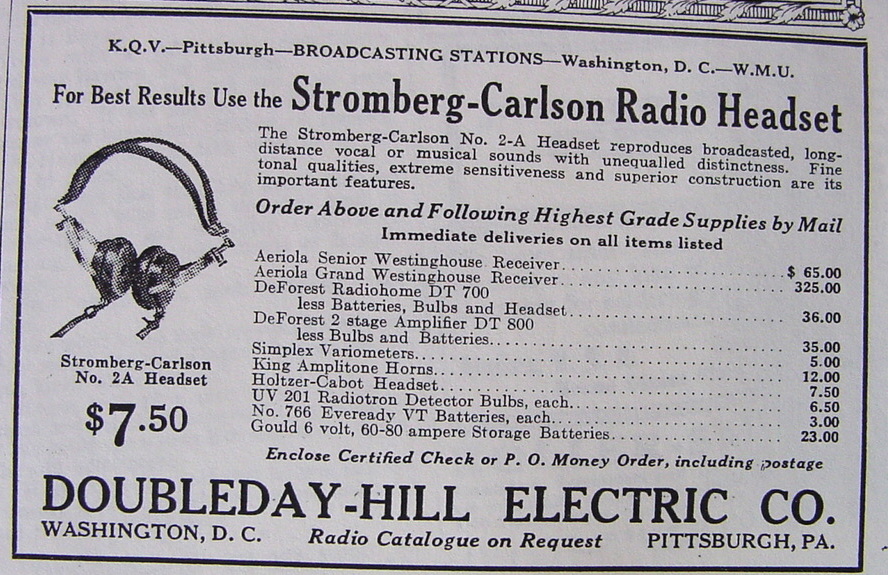 K.Q.V.—Pittsburgh—BROADCASTING STATIONS—Washington, D. C.—W.M.U.
For Best Results Use the Stromberg-Carlson Radio Headset
The Stromberg-Carlson No. 2-A Headset reproduces broadcasted, long-
distance vocal or musical sounds with unequalled distinctness. Fine
tonal qualities, extreme sensitiveness and superior construction are its
important features.
Order Above and Following Highest Grade Supplies by Mail
Immediate deliveries on all items listed
Aeriola Senior Westinghouse Receiver $ 65.00
Aeriola Grand Westinghouse Receiver 325.00
DeForest Radiohome DT 700
less Batteries, Bulbs and Headset 36.00
DeForest 2 stage Amplifier DT 800
less Bulbs and Batteries 35.00
Simplex Variometers 5.00
King Amplitone Horns 12.00
Holtzer-Cabot Headset 7.50
UV 201 Radiotron Detector Bulbs, each 6.50
No. 766 Eveready VT Batteries, each 3.00
Gould 6 volt, 60-80 ampere Storage Batteries 23.00
Stromberg-Carlson
No. 2A Headset
$7.50
Enclose Certified Check or P. O. Money Order, including postage
DOUBLEDAY-HILL ELECTRIC CO.
WASHINGTON, D. C. Radio Catalogue on Request PITTSBURGH, PA.